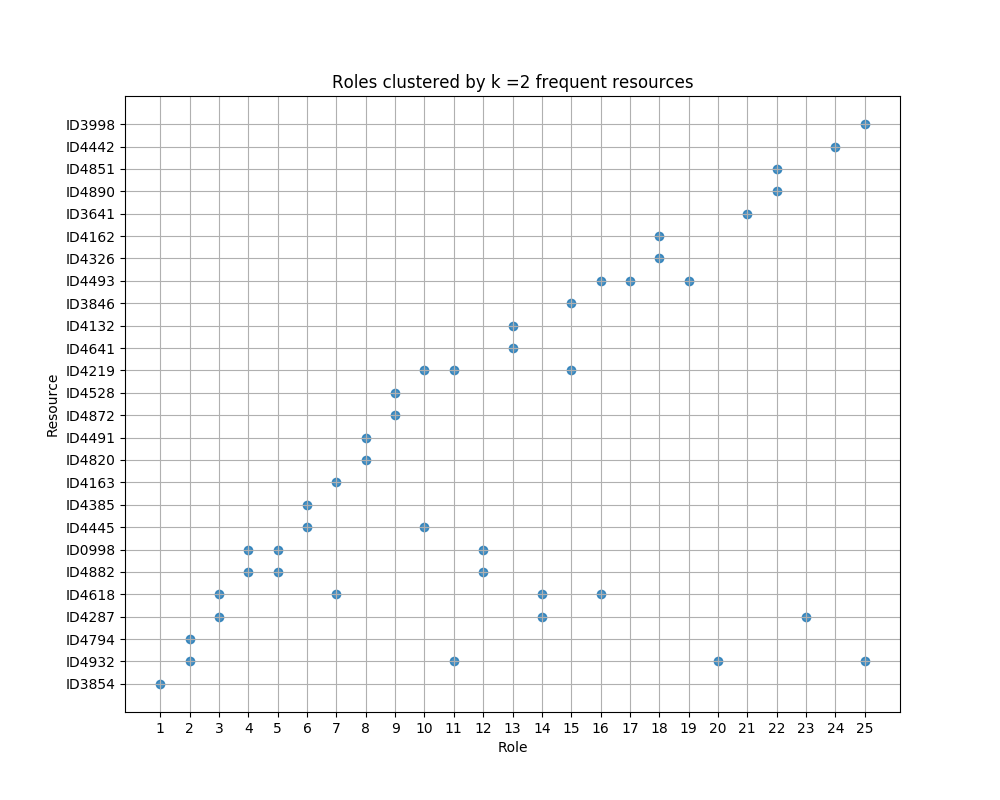 Roles clustered by k =2 frequent resources
Resource
ID3998
ID4442
ID4851
ID4890
ID3641
ID4162
ID4326
ID4493
ID3846
ID4132
ID4641
ID4219
ID4528
ID4872
ID4491
ID4820
ID4163
ID4385
ID4445
ID0998
ID4882
ID4618
ID4287
ID4794
ID4932
ID3854
1 2 3 4 5 6 7 8 9 10 11 12 13 14 15 16 17 18 19 20 21 22 23 24 25
Role